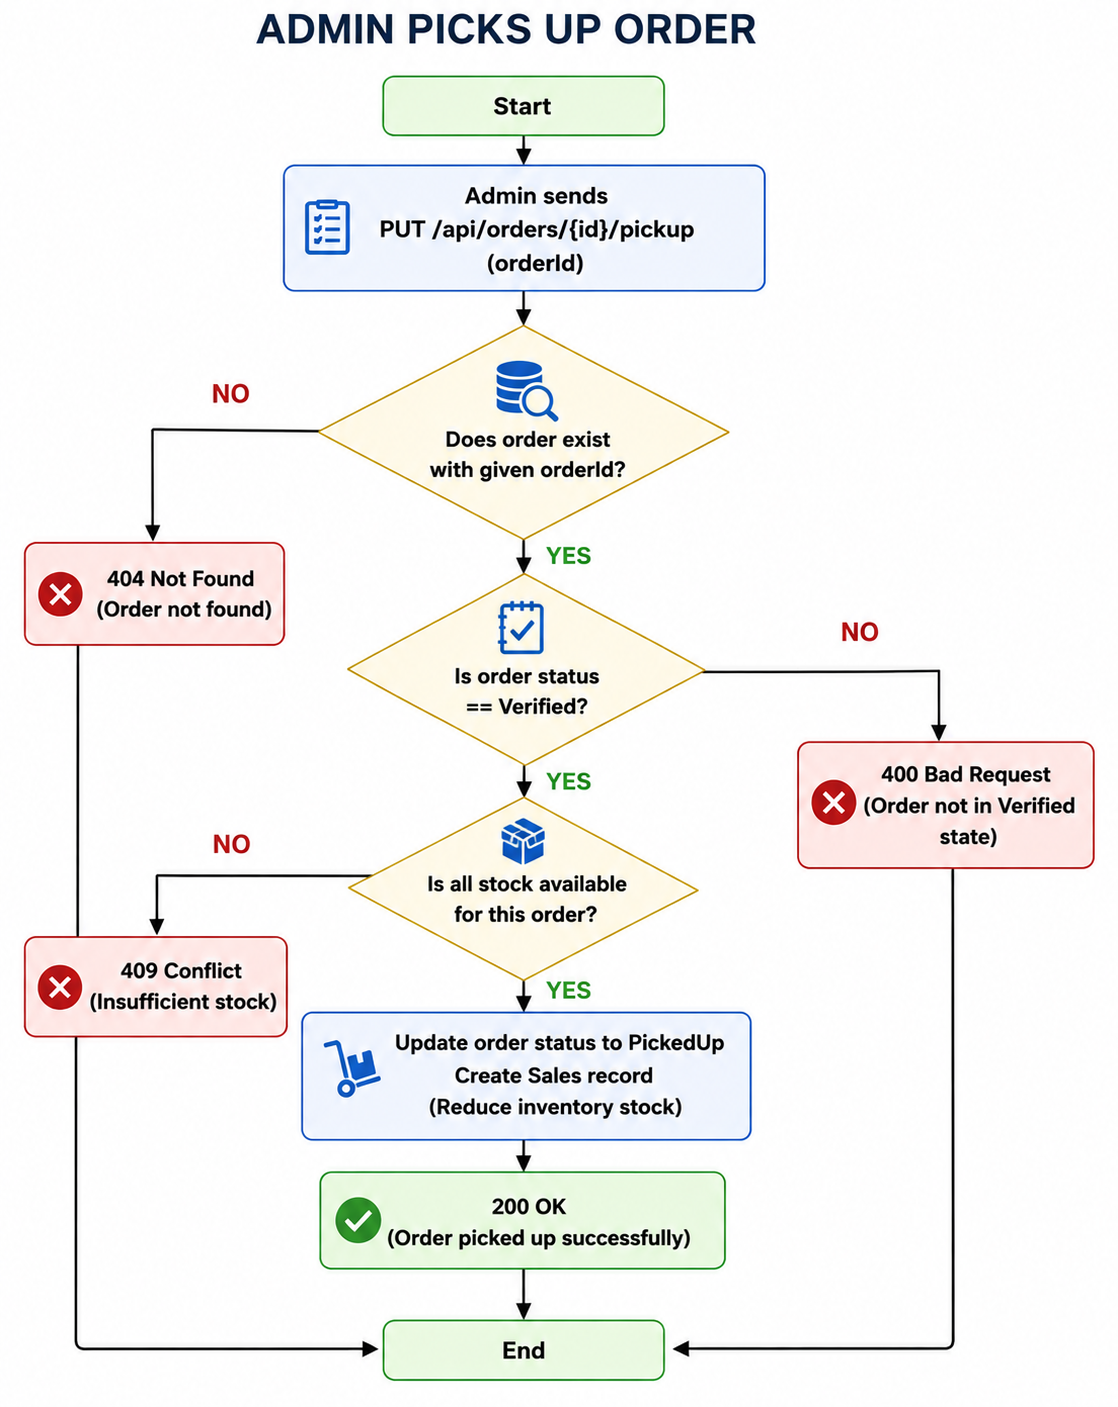 ADMIN PICKS UP ORDER
Start
Admin sends
PUT /api/orders/{id}/pickup
(orderId)
Does order exist
with given orderId?
NO
YES
404 Not Found
(Order not found)
Is order status
== Verified?
NO
YES
400 Bad Request
(Order not in Verified
state)
Is all stock available
for this order?
NO
YES
409 Conflict
(Insufficient stock)
Update order status to PickedUp
Create Sales record
(Reduce inventory stock)
200 OK
(Order picked up successfully)
End